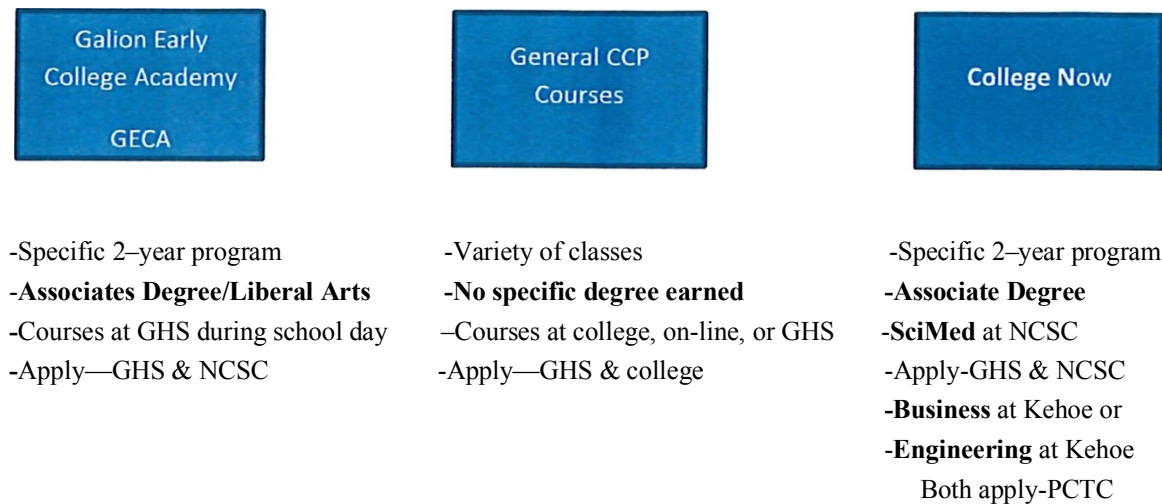 Galion Early
College Academy
GECA
-Specific 2–year program
-Associates Degree/Liberal Arts
-Courses at GHS during school day
-Apply—GHS & NCSC
General CCP
Courses
-Variety of classes
-No specific degree earned
–Courses at college, on-line, or GHS
-Apply—GHS & college
College Now
-Specific 2–year program
-Associate Degree
-SciMed at NCSC
-Apply-GHS & NCSC
-Business at Kehoe or
-Engineering at Kehoe
Both apply-PCTC